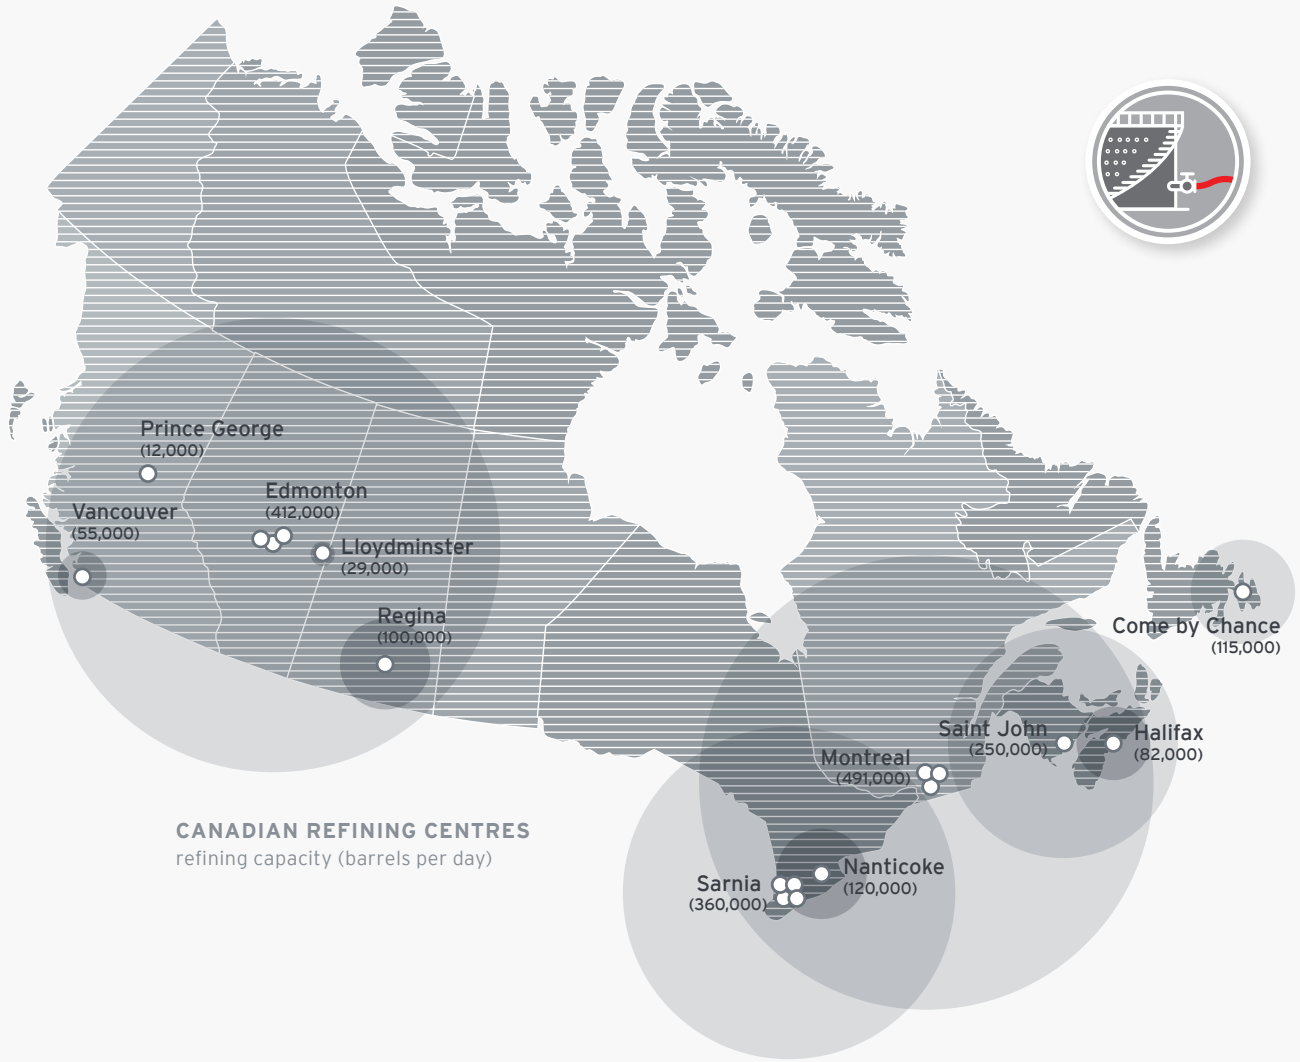 Prince George
(12,000)
Edmonton
(412,000)
Vancouver
(55,000)
Lloydminster
(29,000)
Regina
(100,000)
Come by Chance
(115,000)
Saint John
(250,000)
Halifax
(82,000)
Montreal
(491,000)
CANADIAN REFINING CENTRES
refining capacity (barrels per day)
Nanticoke
(120,000)
Sarnia
(360,000)